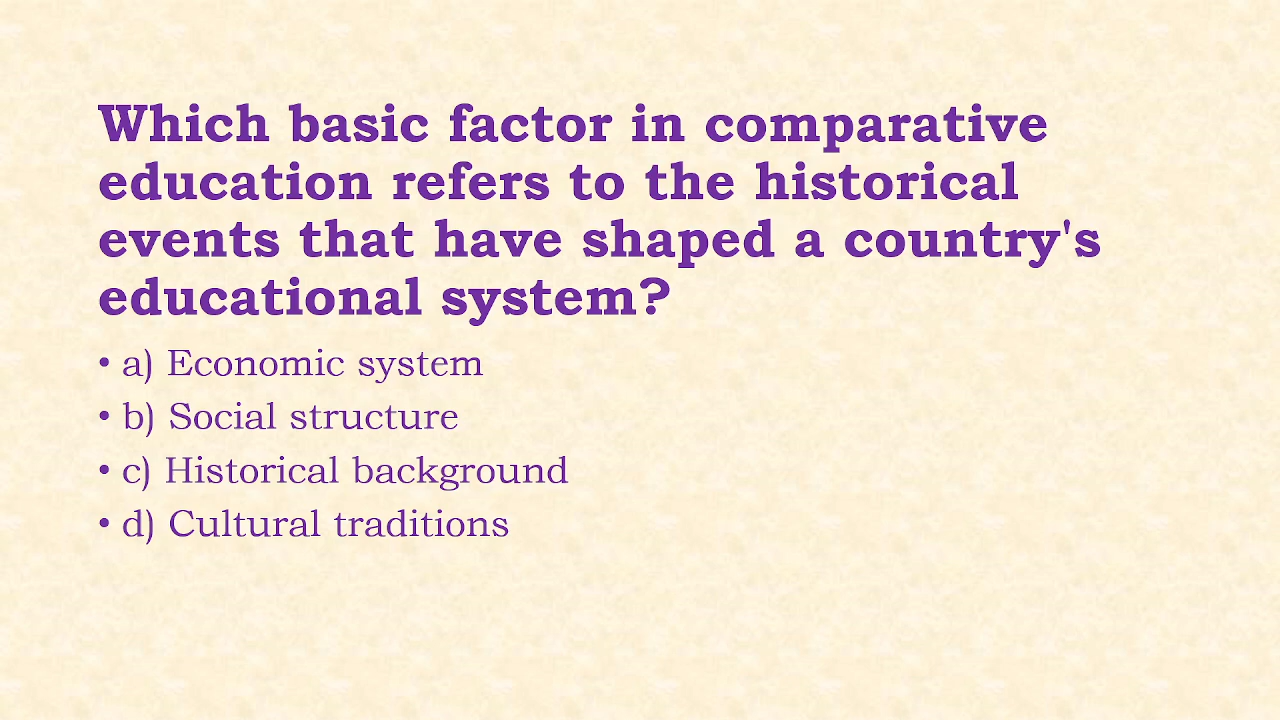 Which basic factor in comparative
education refers to the historical
events that have shaped a country's
educational system?
• a) Economic system
• b) Social structure
• c) Historical background
• d) Cultural traditions